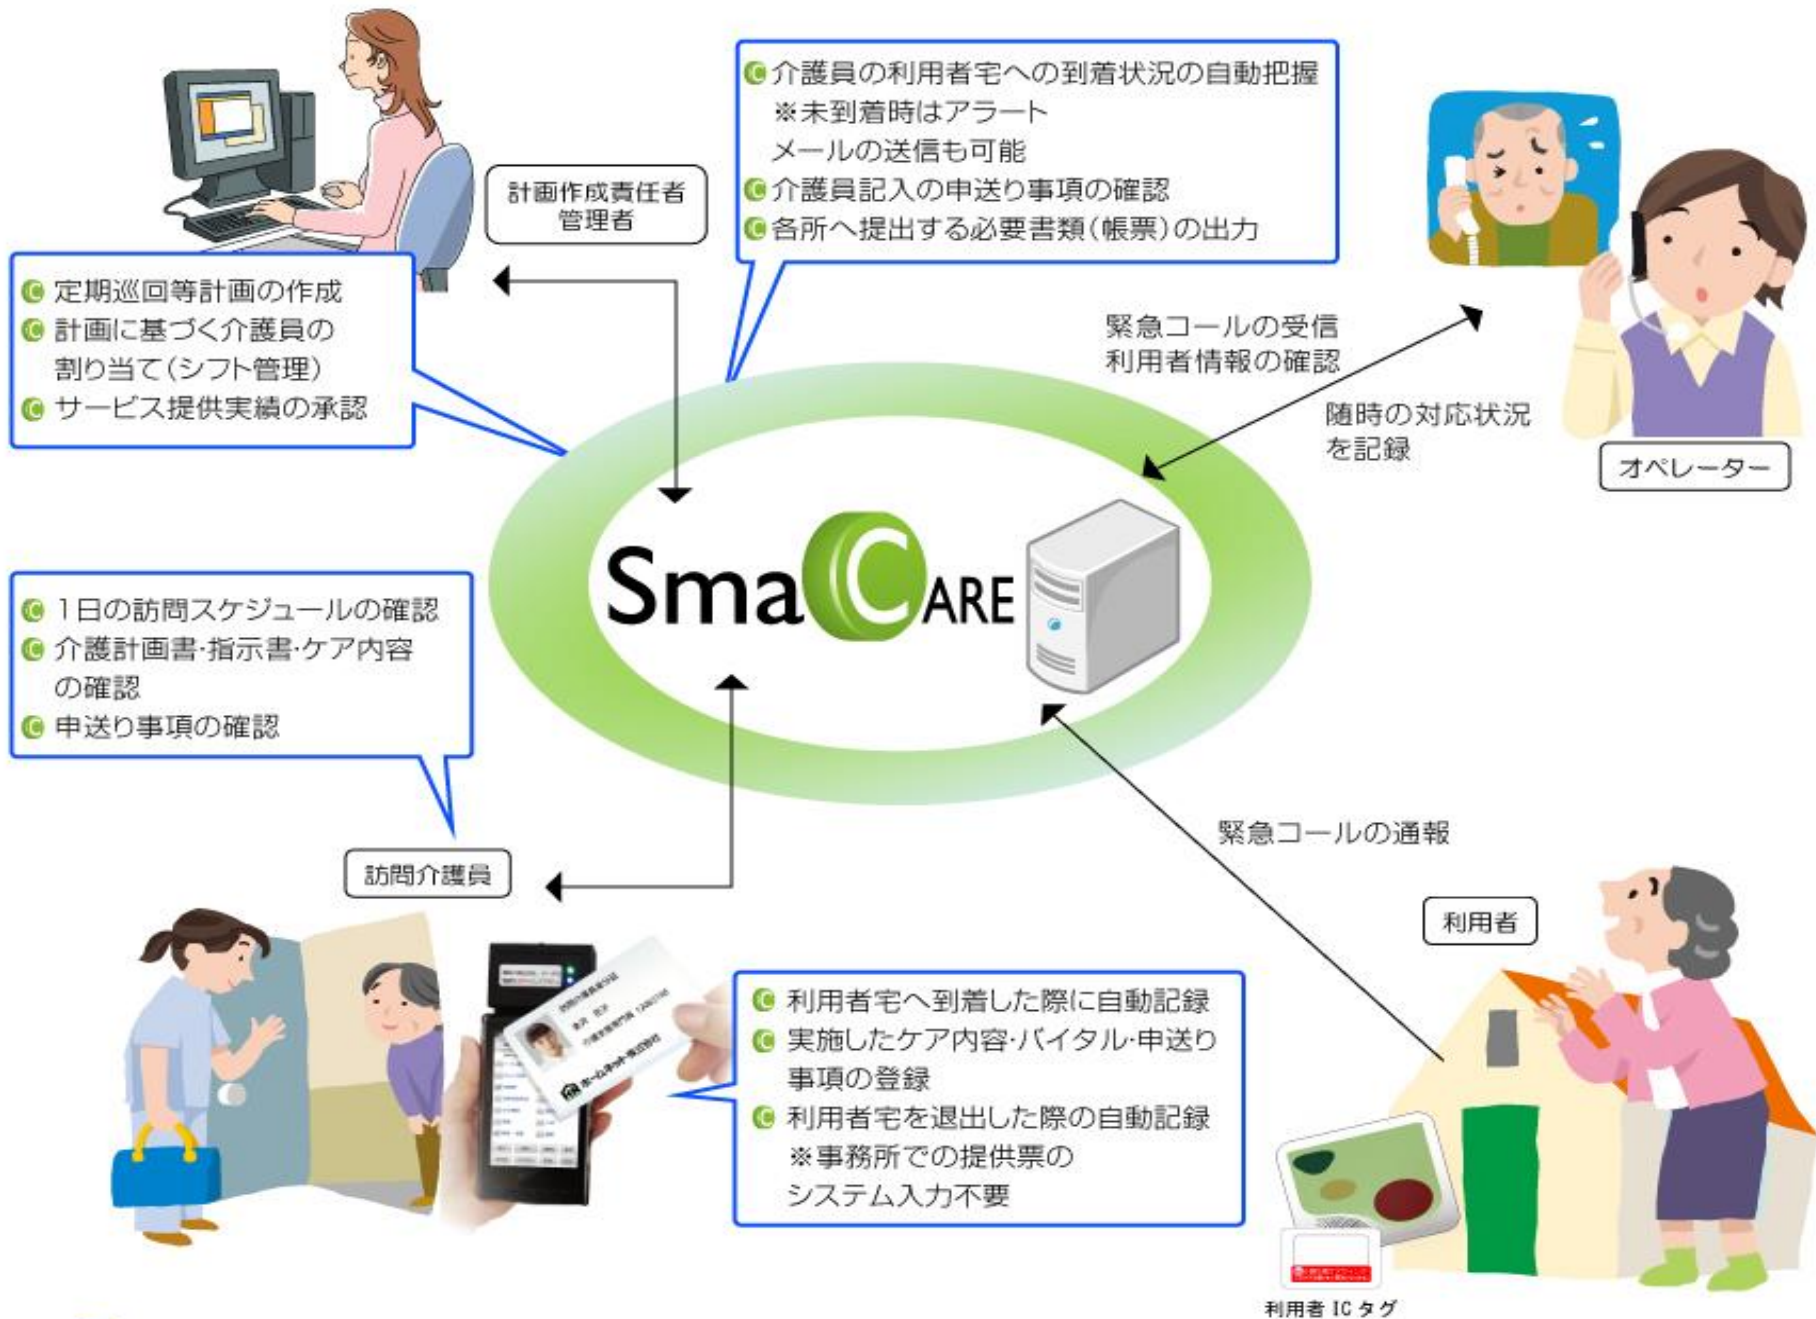 計画作成責任者
管理者
定期巡回等計画の作成
計画に基づく介護員の
割り当て(シフト管理)
サービス提供実績の承認
介護員の利用者宅への到着状況の自動把握
※未到着時はアラート
メールの送信も可能
介護員記入の申送り事項の確認
各所へ提出する必要書類(帳票)の出力
緊急コールの受信
利用者情報の確認
随時の対応状況
を記録
オペレーター
SmaCARE
1日の訪問スケジュールの確認
介護計画書・指示書・ケア内容
の確認
申送り事項の確認
訪問介護員
緊急コールの通報
利用者
ホームネット株式会社
利用者宅へ到着した際に自動記録
実施したケア内容・バイタル・申送り
事項の登録
利用者宅を退出した際の自動記録
※事務所での提供票の
システム入力不要
利用者ICタグ